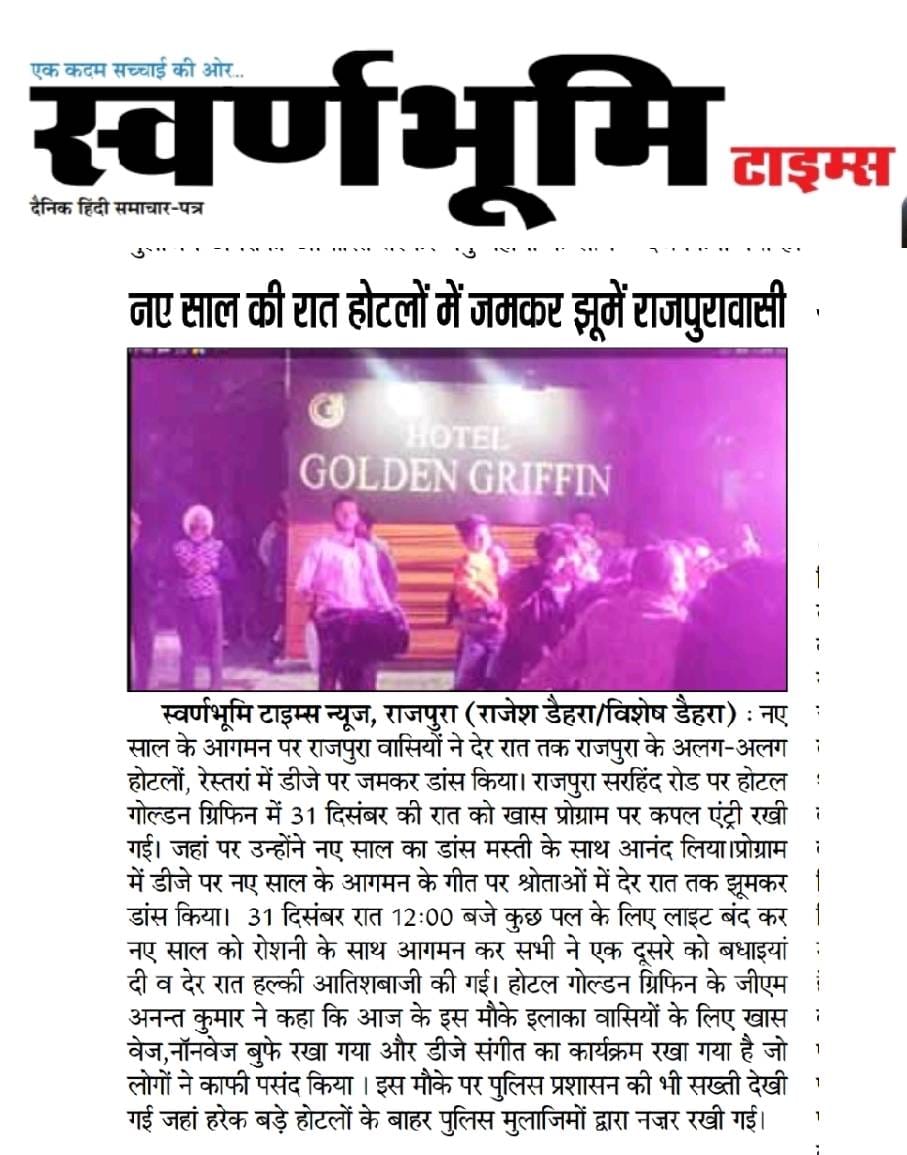 एक कदम सच्चाई की ओर...
स्वर्णभूमि टाइम्स
दैनिक हिंदी समाचार-पत्र
नए साल की रात होटलों में जमकर झूमें राजपुरावासी
HOTEL
GOLDEN GRIFFIN
स्वर्णभूमि टाइम्स न्यूज, राजपुरा (राजेश डैहरा/विशेष डैहरा) : नए
साल के आगमन पर राजपुरा वासियों ने देर रात तक राजपुरा के अलग-अलग
होटलों, रेस्तरां में डीजे पर जमकर डांस किया। राजपुरा सरहिंद रोड पर होटल
गोल्डन ग्रिफिन में 31 दिसंबर की रात को खास प्रोग्राम पर कपल एंट्री रखी
गई। जहां पर उन्होंने नए साल का डांस मस्ती के साथ आनंद लिया।प्रोग्राम
में डीजे पर नए साल के आगमन के गीत पर श्रोताओं में देर रात तक झूमकर
डांस किया। 31 दिसंबर रात 12:00 बजे कुछ पल के लिए लाइट बंद कर
नए साल को रोशनी के साथ आगमन कर सभी ने एक दूसरे को बधाइयां
दी व देर रात हल्की आतिशबाजी की गई। होटल गोल्डन ग्रिफिन के जीएम
अनन्त कुमार ने कहा कि आज के इस मौके इलाका वासियों के लिए खास
वेज,नॉनवेज बुफे रखा गया और डीजे संगीत का कार्यक्रम रखा गया है जो
लोगों ने काफी पसंद किया । इस मौके पर पुलिस प्रशासन की भी सख्ती देखी
गई जहां हरेक बड़े होटलों के बाहर पुलिस मुलाजिमों द्वारा नज़र रखी गई।